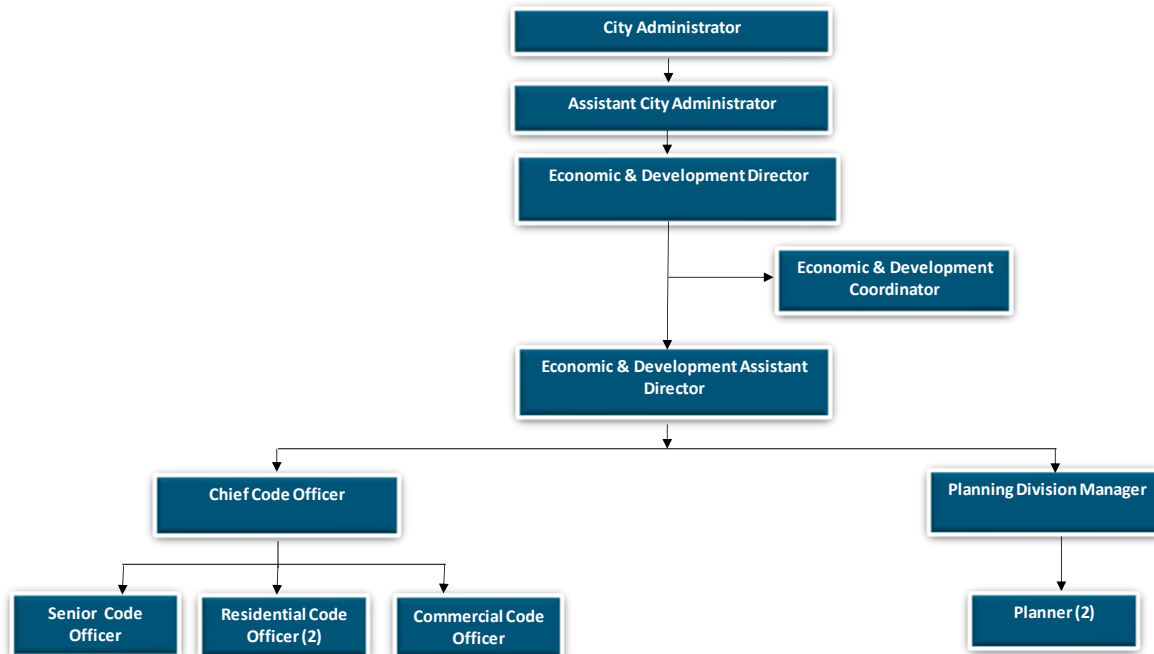 City Administrator
Assistant City Administrator
Economic & Development Director
Economic & Development
Coordinator
Economic & Development Assistant
Director
Chief Code Officer
Planning Division Manager
Senior Code
Officer
Residential Code
Officer (2)
Commercial Code
Officer
Planner (2)